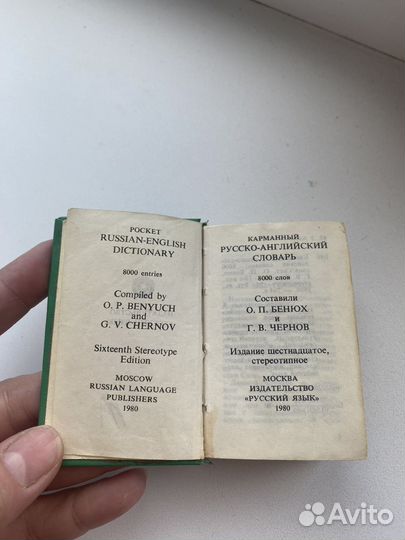 POCKET
RUSSIAN-ENGLISH
DICTIONARY
8000 entries
Compiled by
O. P. BENYUCH
and
G. V. CHERNOV
Sixteenth Stereotype
Edition
MOSCOW
RUSSIAN LANGUAGE
PUBLISHERS
1980
КАРМАННЫЙ
РУССКО-АНГЛИЙСКИЙ
СЛОВАРЬ
8000 слов
Составили
О. П. БЕНЮХ
и
Г. В. ЧЕРНОВ
Издание шестнадцатое,
стереотипное
МОСКВА
ИЗДАТЕЛЬСТВО
«РУССКИЙ ЯЗЫК»
1980
Avito